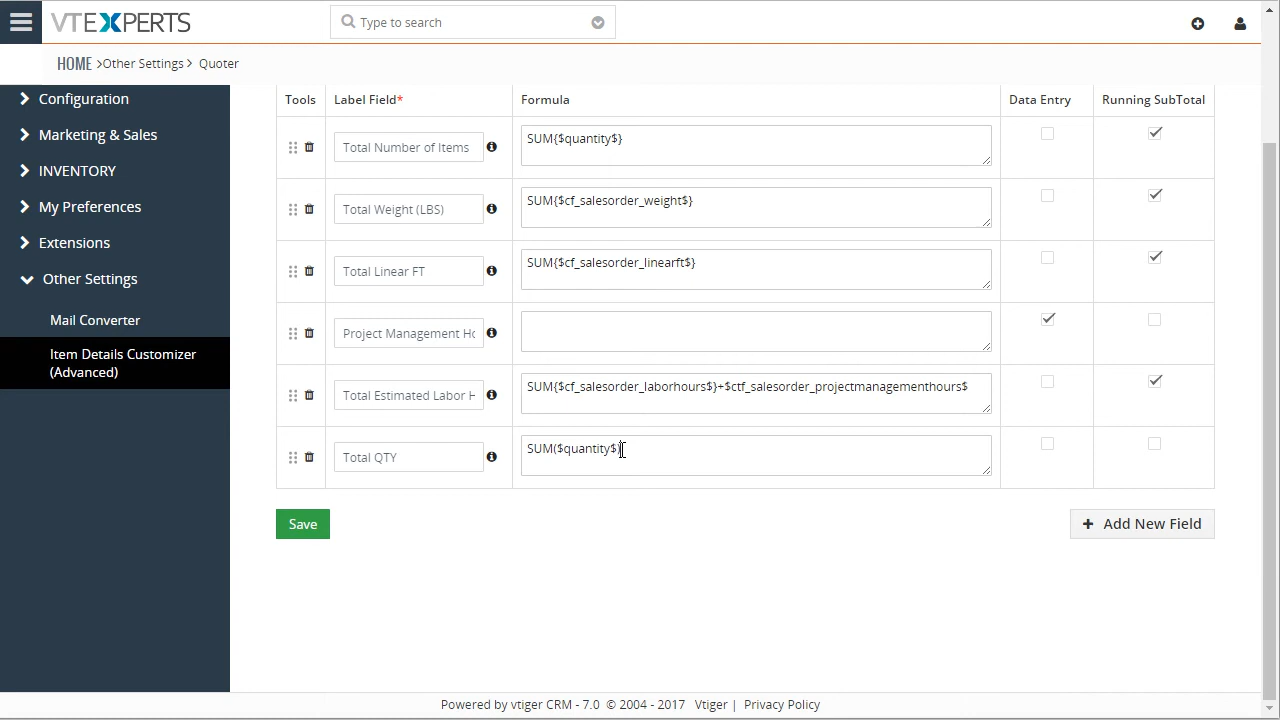 VTEXPERTS
Type to search
HOME >Other Settings > Quoter
Configuration
Marketing & Sales
INVENTORY
My Preferences
Extensions
Other Settings
Mail Converter
Item Details Customizer
(Advanced)
Tools Label Field* Formula Data Entry Running SubTotal
Total Number of Items SUM{$quantity$}
Total Weight (LBS) SUM{$cf_salesorder_weight$}
Total Linear FT SUM{$cf_salesorder_linearft$}
Project Management Ho
Total Estimated Labor H SUM{$cf_salesorder_laborhours$}+$ctf_salesorder_projectmanagementhours$
Total QTY SUM($quantity$)
Save + Add New Field
Powered by vtiger CRM - 7.0 © 2004 - 2017 Vtiger | Privacy Policy